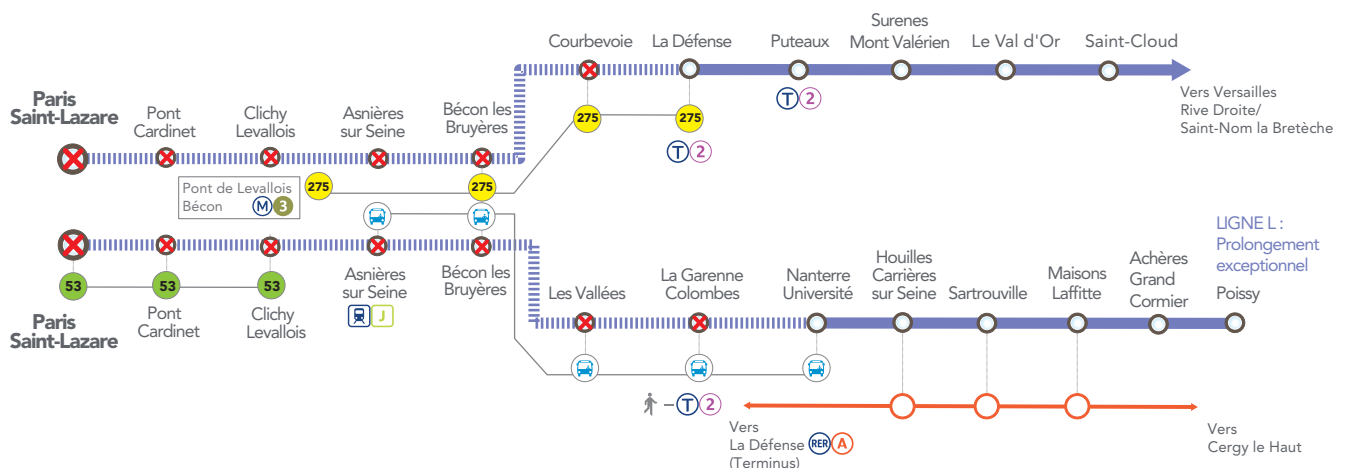 Paris
Saint-Lazare
Pont
Cardinet
Clichy
Levallois
Asnières
sur Seine
Bécon les
Bruyères
Courbevoie
La Défense
Puteaux
Surenes
Mont Valérien
Le Val d'Or
Saint-Cloud
Vers Versailles
Rive Droite/
Saint-Nom la Bretèche
T 2
275
275
T 2
Pont de Levallois
Bécon
M 3
275
275
53
53
53
Paris
Saint-Lazare
Pont
Cardinet
Clichy
Levallois
Asnières
sur Seine
J
Bécon les
Bruyères
Les Vallées
La Garenne
Colombes
Nanterre
Université
Houilles
Carrières
sur Seine
Sartrouville
Maisons
Laffitte
Achères
Grand
Cormier
Poissy
LIGNE L :
Prolongement
exceptionnel
T 2
Vers
La Défense RER A
(Terminus)
Vers
Cergy le Haut